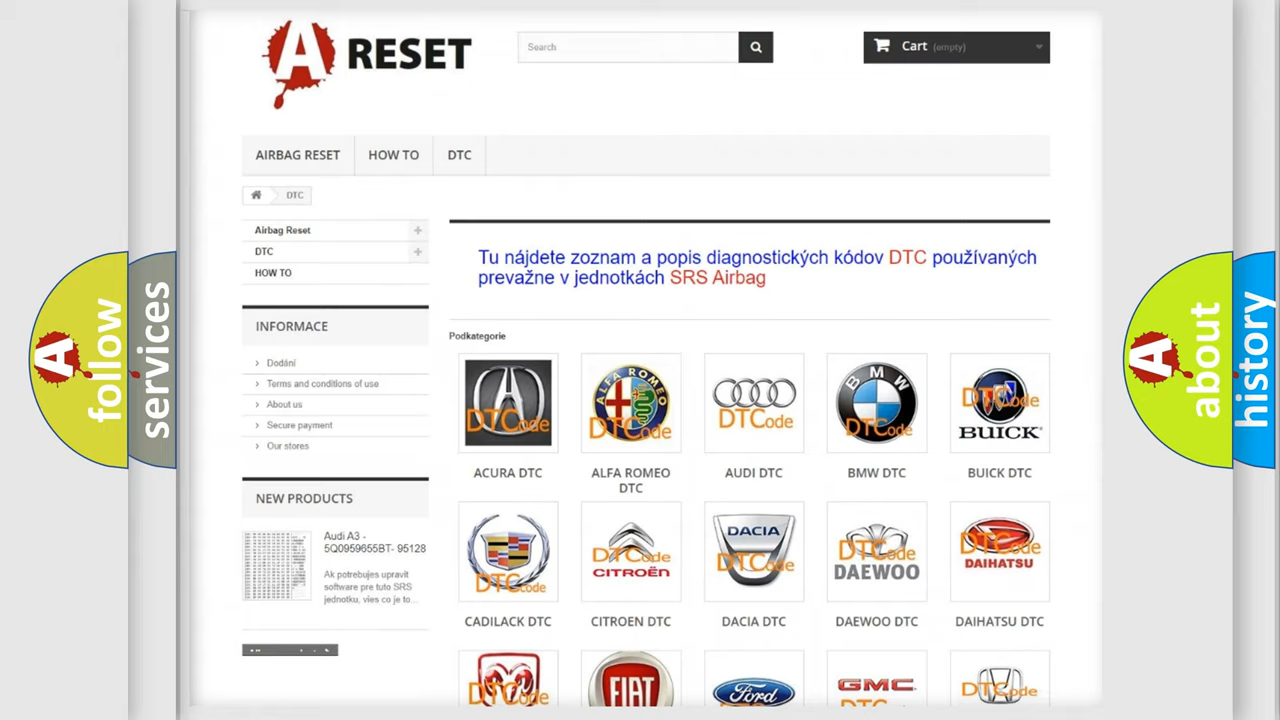 A RESET
Search
Cart (empty)
AIRBAG RESET
HOW TO
DTC
DTC
Airbag Reset
DTC
HOW TO
Tu nájdete zoznam a popis diagnostických kódov DTC používaných
prevažne v jednotkách SRS Airbag
INFORMACE
Dodání
Terms and conditions of use
About us
Secure payment
Our stores
Podkategorie
DTCode
ALFA ROMEO
DTCode
DTCode
BMW
DTCode
DTCode
BUICK
ACURA DTC
ALFA ROMEO
DTC
AUDI DTC
BMW DTC
BUICK DTC
NEW PRODUCTS
Audi A3 -
5Q0959655BT- 95128
Ak potrebujes upravit
software pre tuto SRS
jednotku, vies co je to...
DTCode
DTCode
CITROËN
DACIA
DTCode
DTCode
DAEWOO
DTCode
DAIHATSU
CADILACK DTC
CITROEN DTC
DACIA DTC
DAEWOO DTC
DAIHATSU DTC
DTCode
FIAT
Ford
GMC
DTCode
A follow
services
A about
history